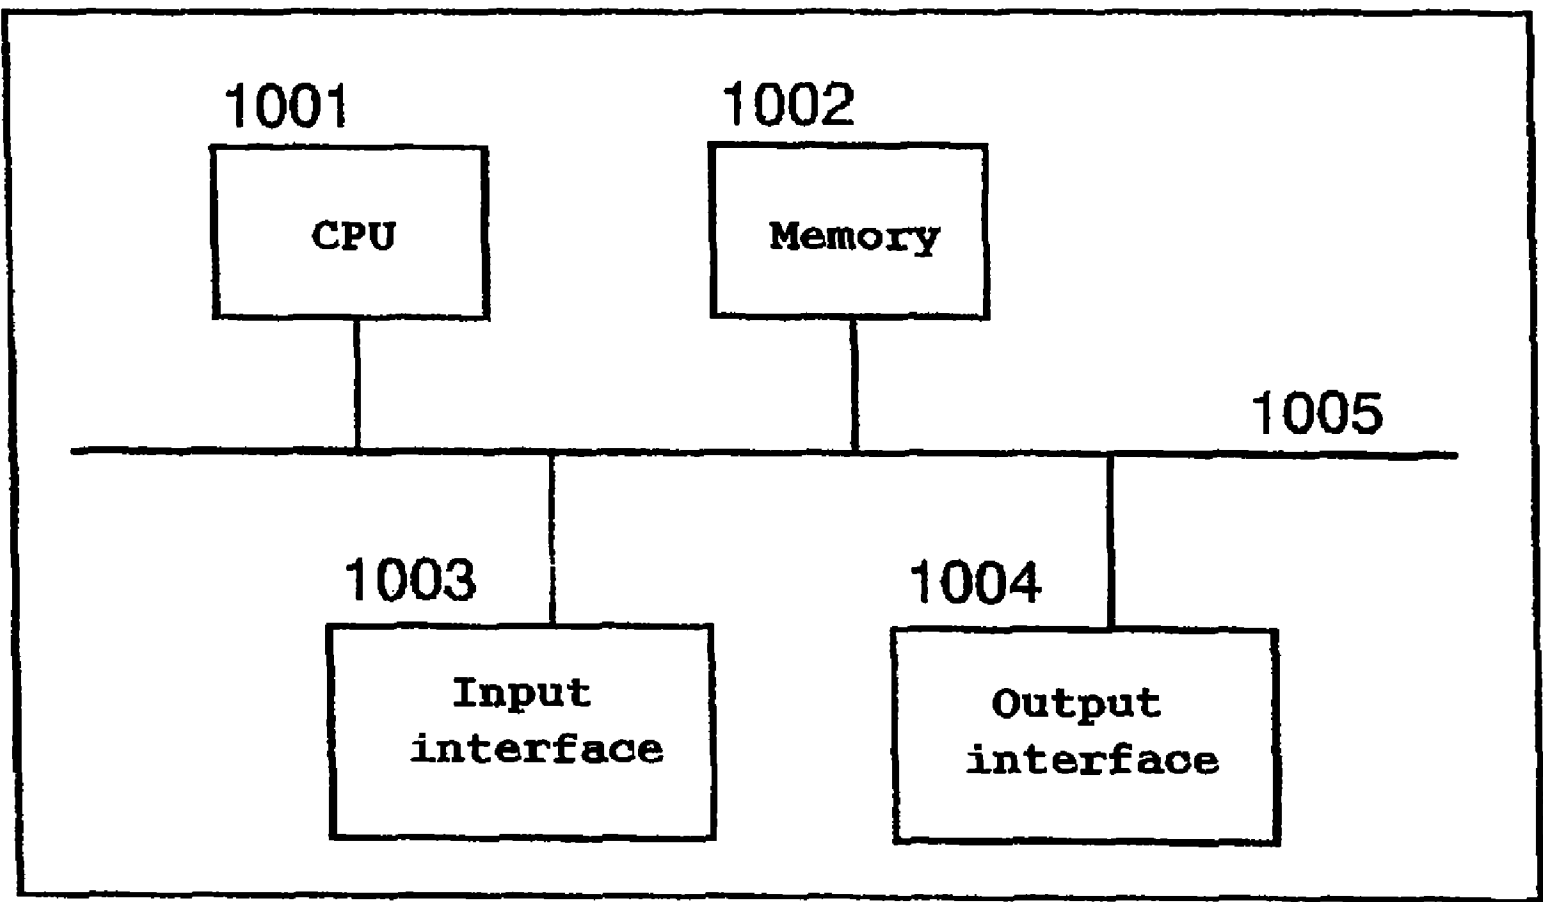 1001
CPU
1002
Memory
1005
1003
Input
interface
1004
Output
interface